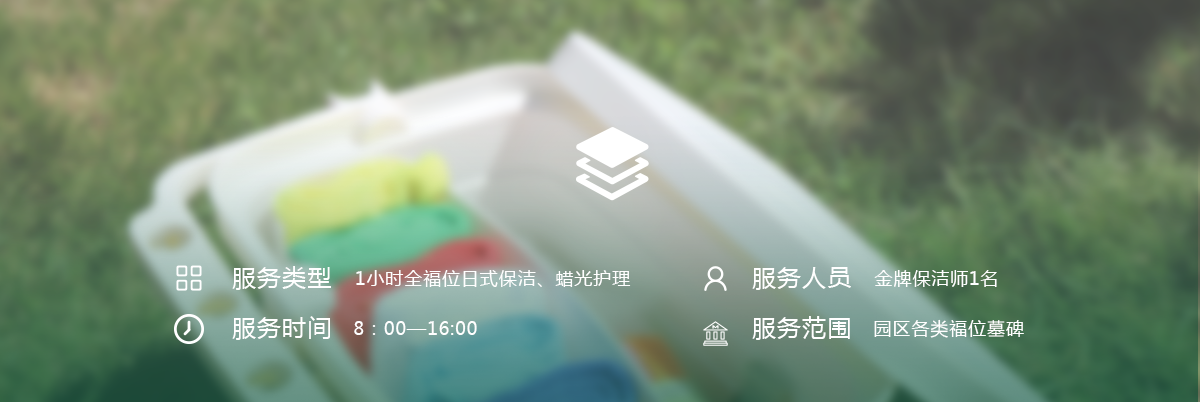 服务类型 1小时全福位日式保洁、蜡光护理
服务人员 金牌保洁师1名
服务时间 8：00—16:00
服务范围 园区各类福位墓碑